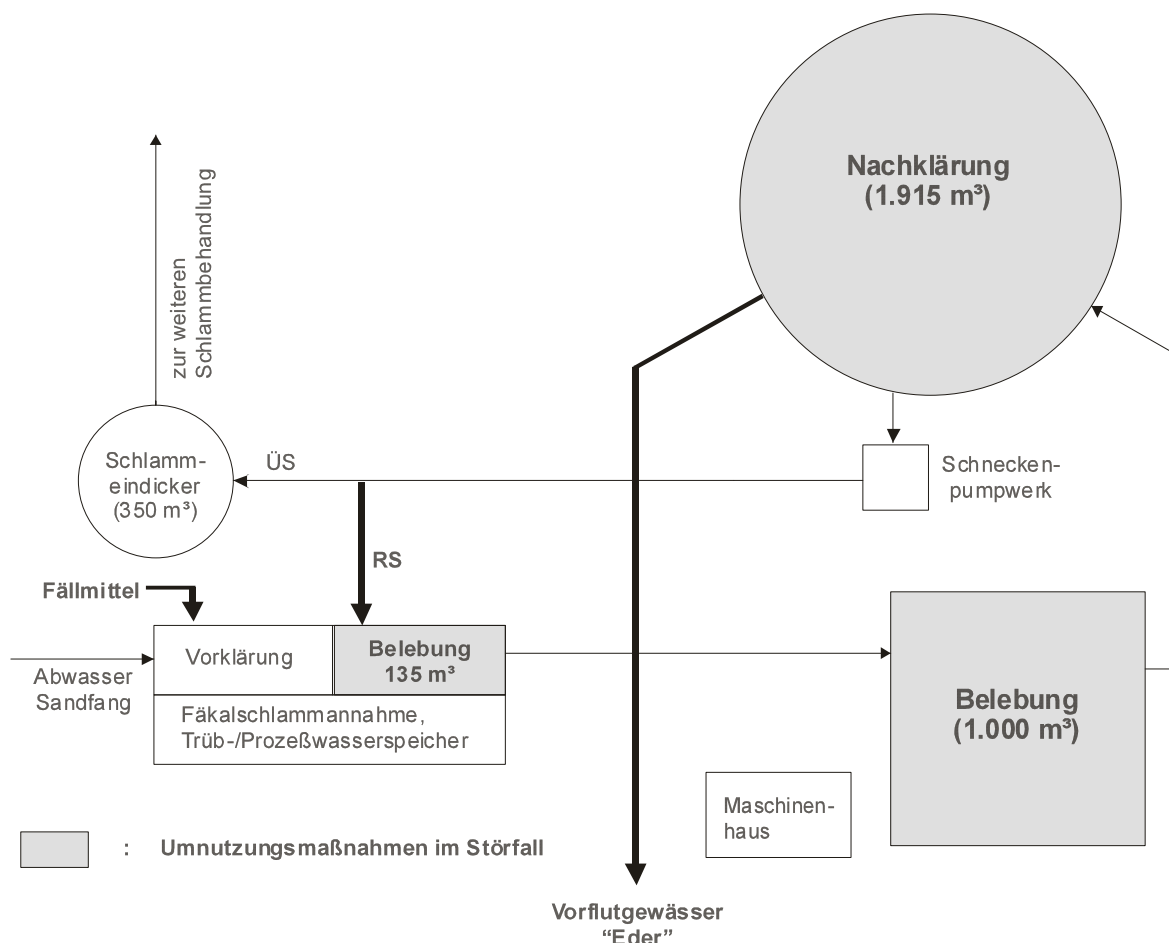 Nachklärung
(1.915 m³)
zur weiteren
Schlammbehandlung
Schlamm-
eindicker
(350 m³)
ÜS
Schnecken-
pumpwerk
RS
Fällmittel
Vorklärung
Belebung
135 m³
Abwasser
Sandfang
Fäkalschlammannahme,
Trüb-/Prozeßwasserspeicher
Belebung
(1.000 m³)
Maschinen-
haus
: Umnutzungsmaßnahmen im Störfall
Vorflutgewässer
“Eder”